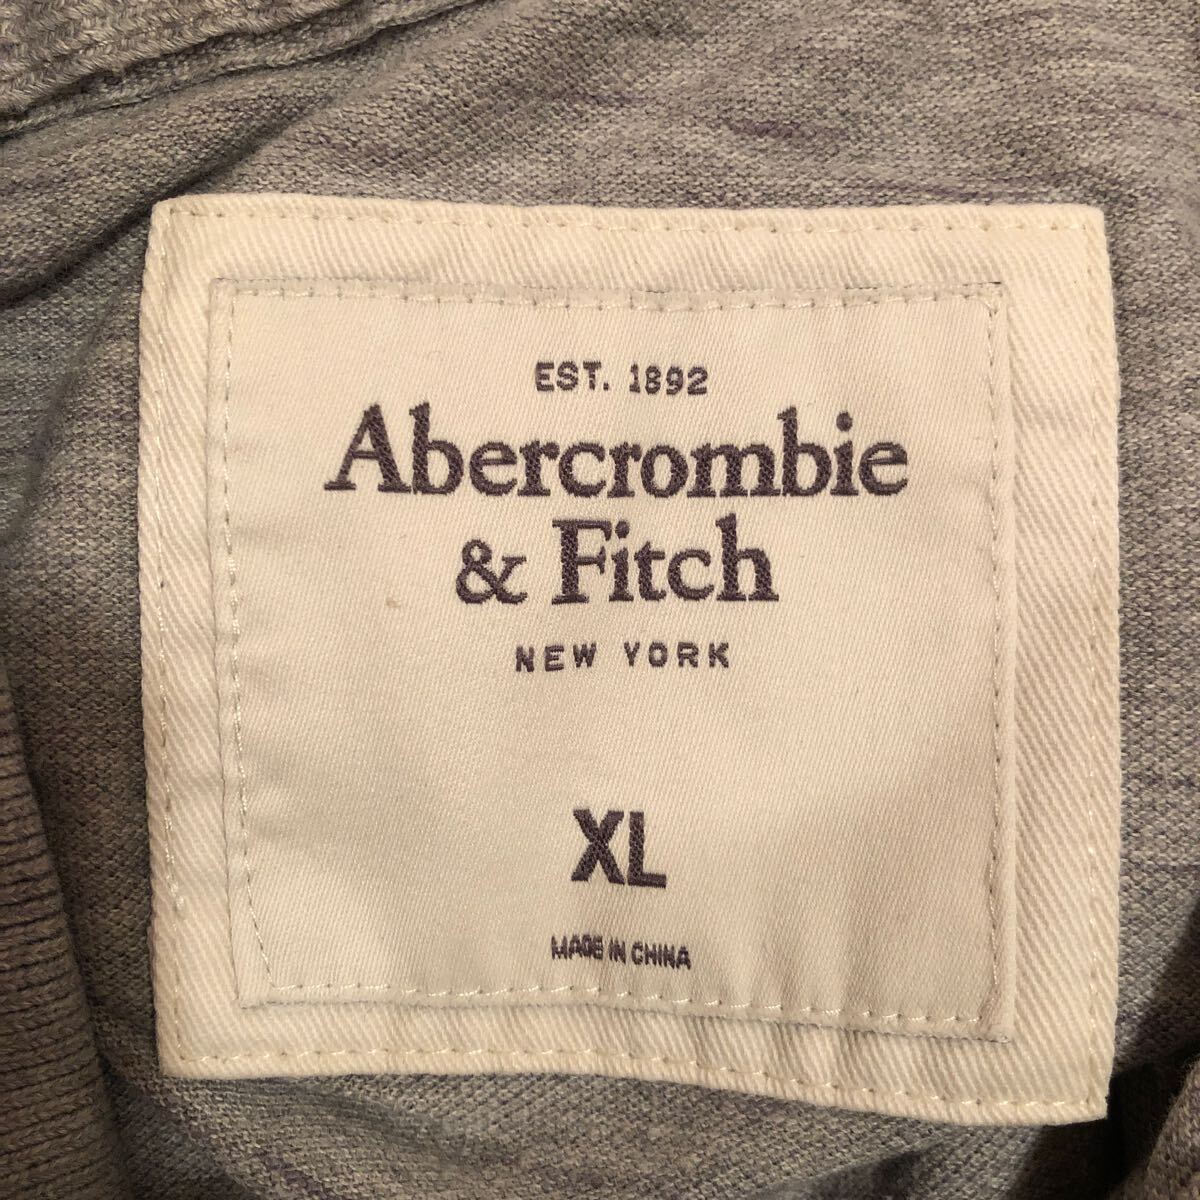 EST. 1892
Abercrombie
& Fitch
NEW YORK
XL
MADE IN CHINA